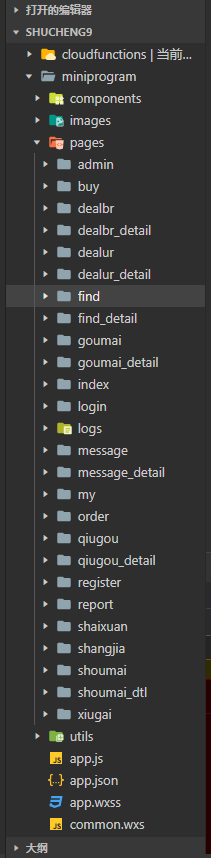 打开的编辑器
SHUCHENG9
cloudfunctions | 当前...
miniprogram
components
images
pages
admin
buy
dealbr
dealbr_detail
dealur
dealur_detail
find
find_detail
goumai
goumai_detail
index
login
logs
message
message_detail
my
order
qiugou
qiugou_detail
register
report
shaixuan
shangjia
shoumai
shoumai_dtl
xiugai
utils
app.js
app.json
app.wxss
common.wxs
大纲